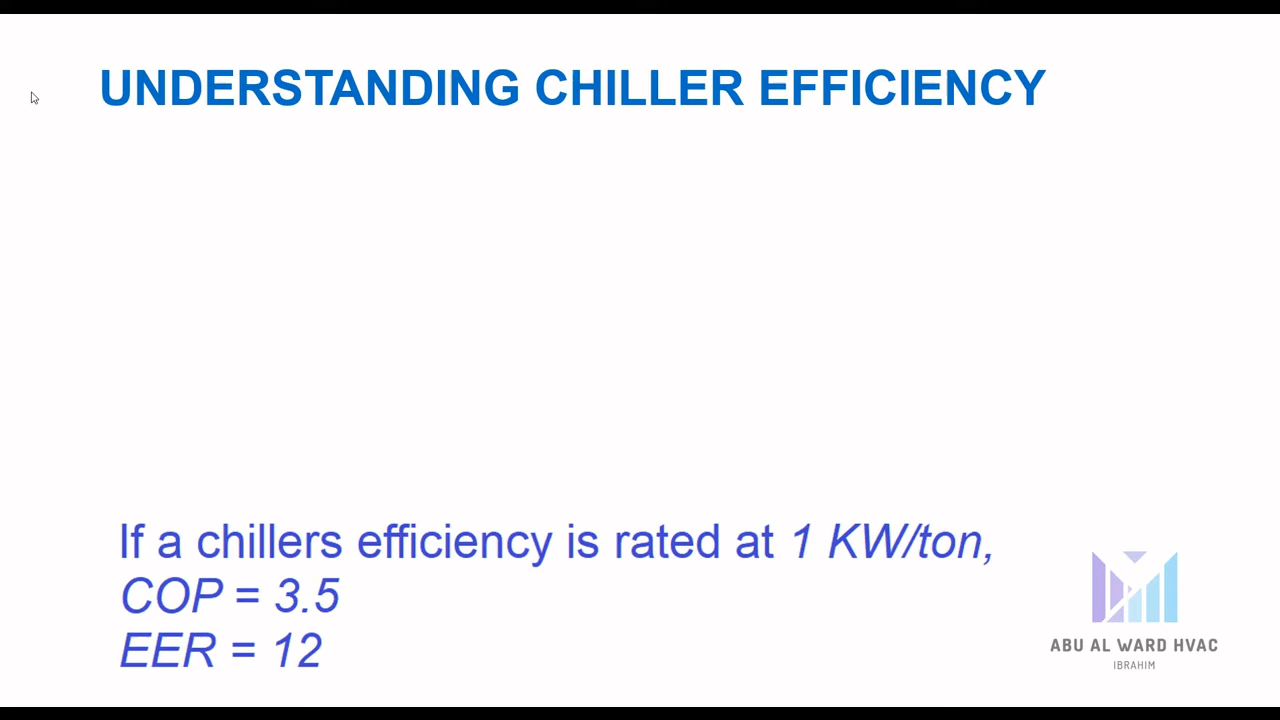 UNDERSTANDING CHILLER EFFICIENCY
If a chillers efficiency is rated at 1 KW/ton,
COP = 3.5
EER = 12
ABU AL WARD HVAC
IBRAHIM